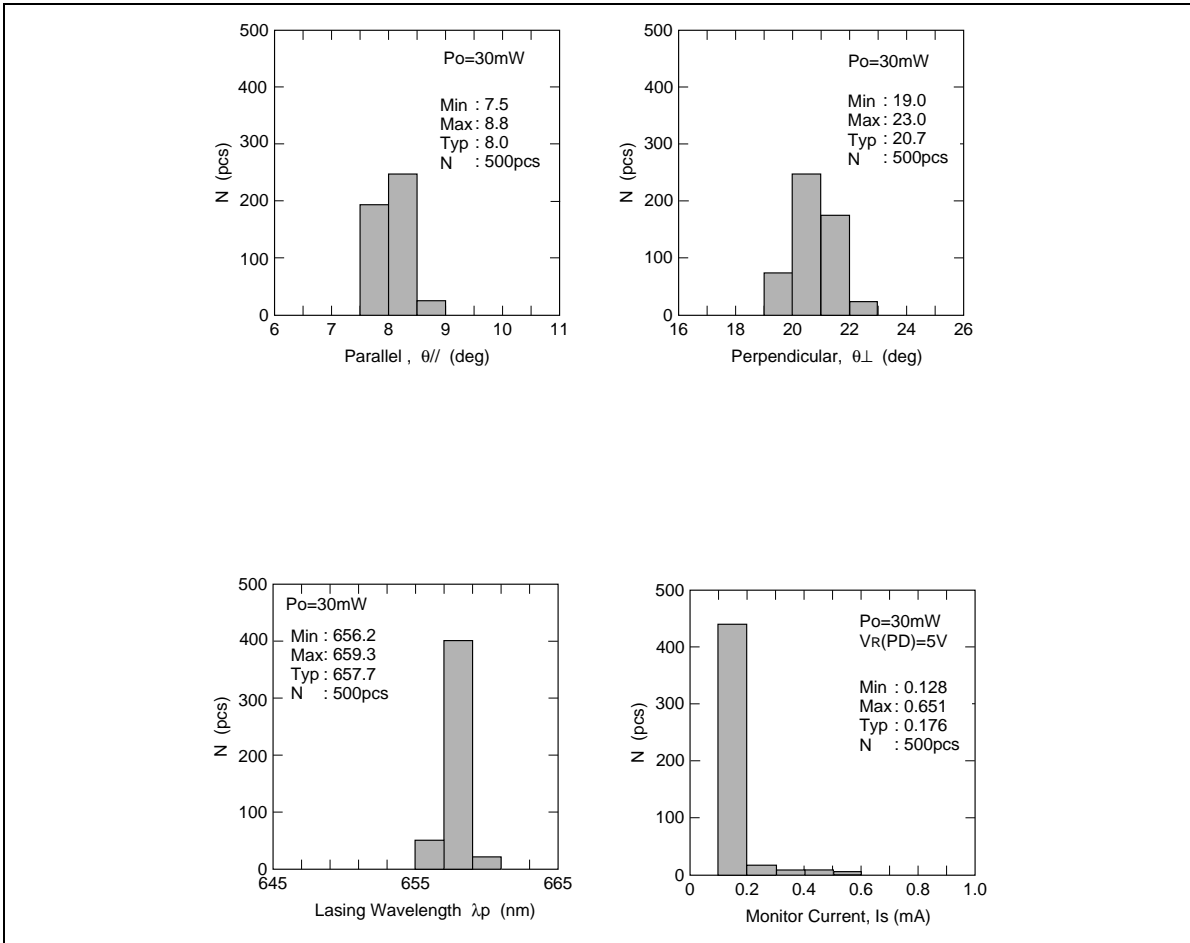 500
400
300
200
100
0
N (pcs)
Po=30mW
Min : 7.5
Max : 8.8
Typ : 8.0
N : 500pcs
6 7 8 9 10 11
Parallel , θ// (deg)
500
400
300
200
100
0
N (pcs)
Po=30mW
Min : 19.0
Max : 23.0
Typ : 20.7
N : 500pcs
16 18 20 22 24 26
Perpendicular, θ⊥ (deg)
500
400
300
200
100
0
N (pcs)
Po=30mW
Min : 656.2
Max: 659.3
Typ : 657.7
N : 500pcs
645 655 665
Lasing Wavelength λp (nm)
500
400
300
200
100
0
N (pcs)
Po=30mW
VR(PD)=5V
Min : 0.128
Max : 0.651
Typ : 0.176
N : 500pcs
0 0.2 0.4 0.6 0.8 1.0
Monitor Current, Is (mA)